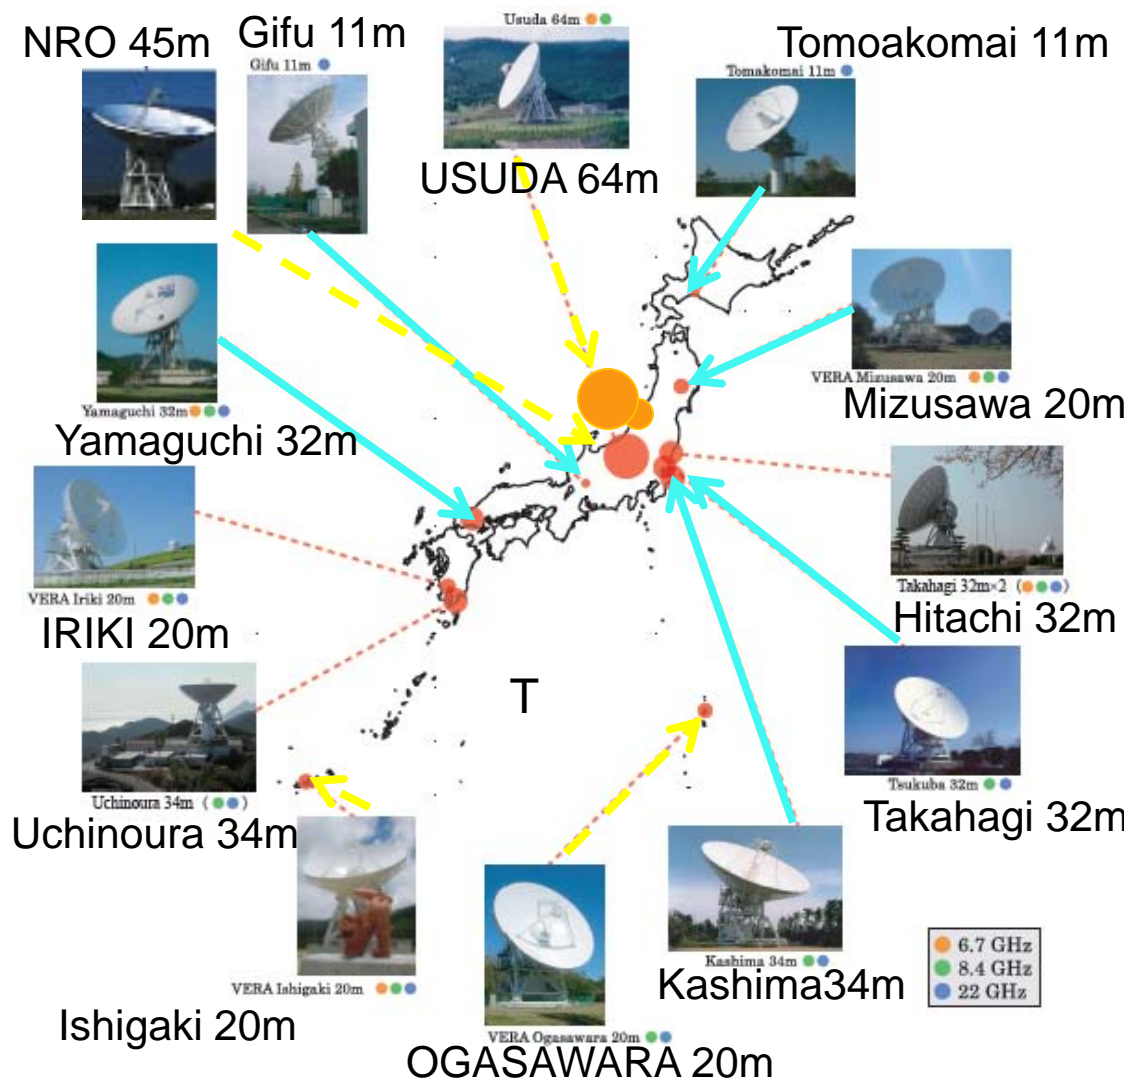 NRO 45m
Gifu 11m
Gifu 11m
Usuda 64m
USUDA 64m
Tomoakomai 11m
Tomakomai 11m
VERA Mizusawa 20m
Mizusawa 20m
Yamaguchi 32m
Yamaguchi 32m
VERA Iriki 20m
IRIKI 20m
Takahagi 32m×2 ( )
Hitachi 32m
T
Uchinoura 34m ( )
Uchinoura 34m
Tsukuba 32m
Takahagi 32m
VERA Ishigaki 20m
Ishigaki 20m
VERA Ogasawara 20m
OGASAWARA 20m
Kashima 34m
Kashima34m
6.7 GHz
8.4 GHz
22 GHz